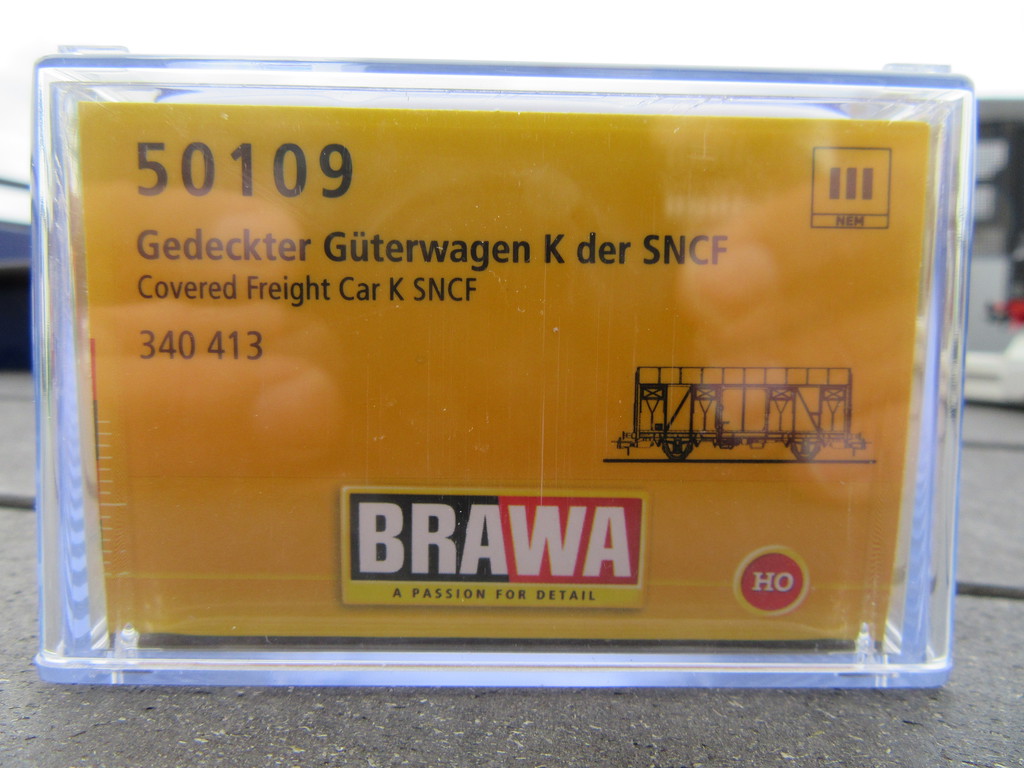 50109
III
NEM
Gedeckter Güterwagen K der SNCF
Covered Freight Car K SNCF
340 413
BRAWA
A PASSION FOR DETAIL
HO